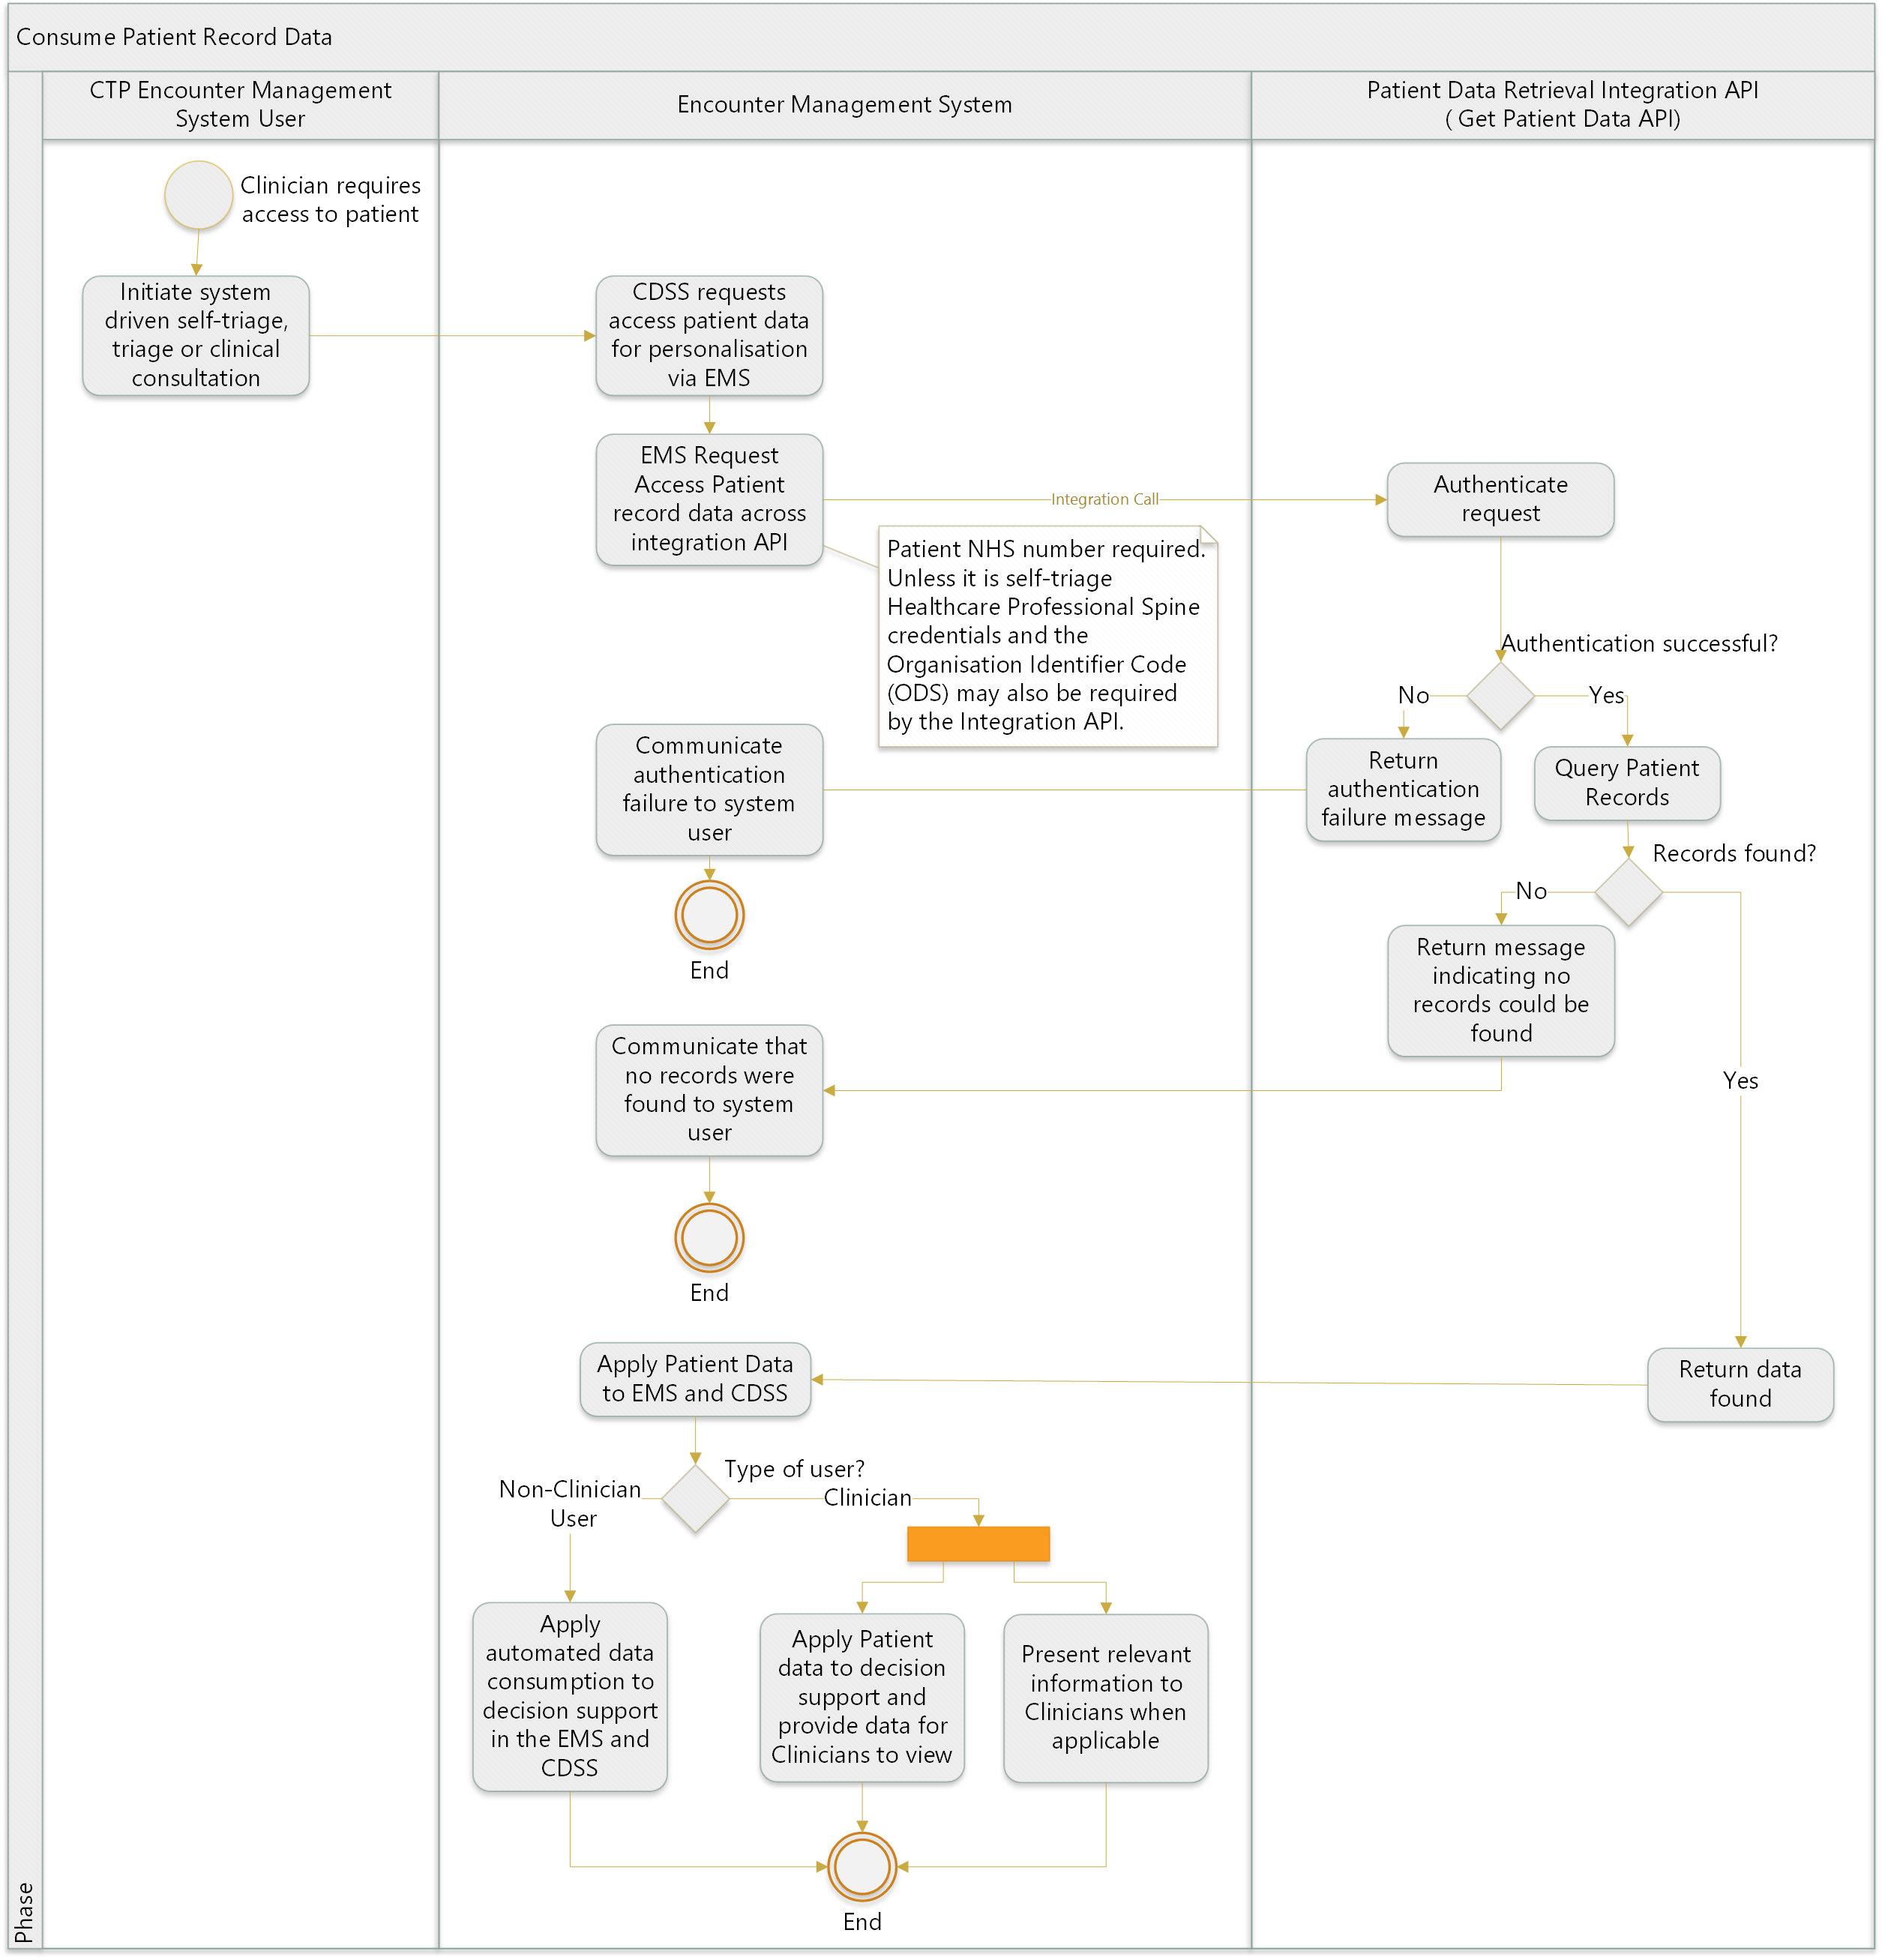 Consume Patient Record Data
CTP Encounter Management
System User
Encounter Management System
Patient Data Retrieval Integration API
( Get Patient Data API)
Phase
Clinician requires
access to patient
Initiate system
driven self-triage,
triage or clinical
consultation
CDSS requests
access patient data
for personalisation
via EMS
EMS Request
Access Patient
record data across
integration API
Integration Call
Authenticate
request
Patient NHS number required.
Unless it is self-triage
Healthcare Professional Spine
credentials and the
Organisation Identifier Code
(ODS) may also be required
by the Integration API.
Authentication successful?
No
Yes
Communicate
authentication
failure to system
user
Return
authentication
failure message
Query Patient
Records
End
Records found?
No
Yes
Return message
indicating no
records could be
found
Communicate that
no records were
found to system
user
End
Apply Patient Data
to EMS and CDSS
Return data
found
Type of user?
Non-Clinician
User
Clinician
Apply
automated data
consumption to
decision support
in the EMS and
CDSS
Apply Patient
data to decision
support and
provide data for
Clinicians to view
Present relevant
information to
Clinicians when
applicable
End